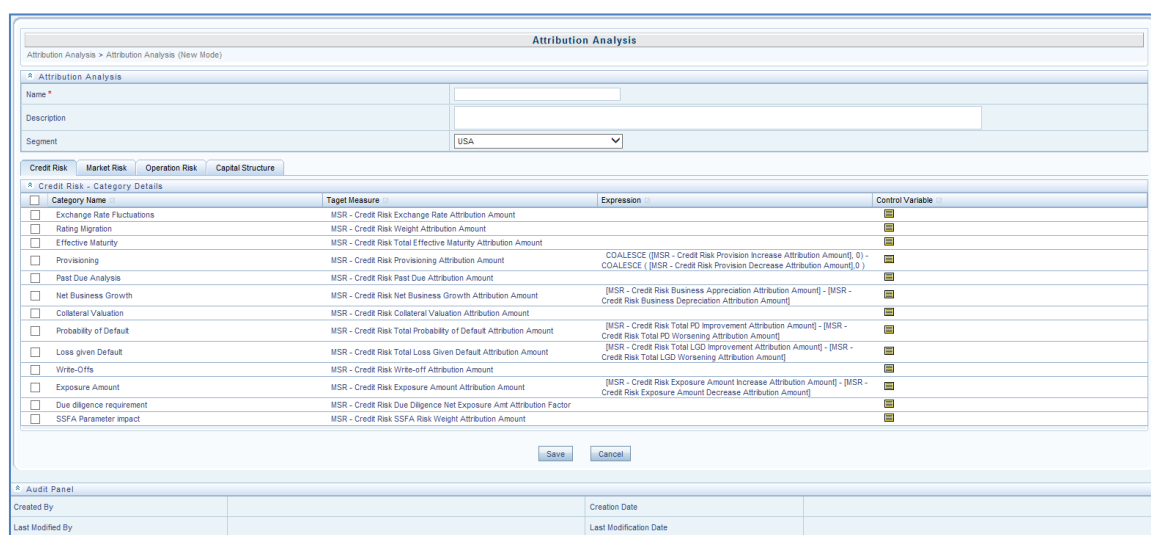 Attribution Analysis
Attribution Analysis > Attribution Analysis (New Mode)
Attribution Analysis
Name *
Description
Segment USA
Credit Risk Market Risk Operation Risk Capital Structure
Credit Risk - Category Details
Category Name Taget Measure Expression Control Variable
Exchange Rate Fluctuations MSR - Credit Risk Exchange Rate Attribution Amount
Rating Migration MSR - Credit Risk Weight Attribution Amount
Effective Maturity MSR - Credit Risk Total Effective Maturity Attribution Amount
Provisioning MSR - Credit Risk Provisioning Attribution Amount COALESCE ([MSR - Credit Risk Provision Increase Attribution Amount], 0) -
COALESCE ( [MSR - Credit Risk Provision Decrease Attribution Amount],0 )
Past Due Analysis MSR - Credit Risk Past Due Attribution Amount
Net Business Growth MSR - Credit Risk Net Business Growth Attribution Amount [MSR - Credit Risk Business Appreciation Attribution Amount] - [MSR -
Credit Risk Business Depreciation Attribution Amount]
Collateral Valuation MSR - Credit Risk Collateral Valuation Attribution Amount
Probability of Default MSR - Credit Risk Total Probability of Default Attribution Amount [MSR - Credit Risk Total PD Improvement Attribution Amount] - [MSR -
Credit Risk Total PD Worsening Attribution Amount]
Loss given Default MSR - Credit Risk Total Loss Given Default Attribution Amount [MSR - Credit Risk Total LGD Improvement Attribution Amount] - [MSR -
Credit Risk Total LGD Worsening Attribution Amount]
Write-Offs MSR - Credit Risk Write-off Attribution Amount
Exposure Amount MSR - Credit Risk Exposure Amount Attribution Amount [MSR - Credit Risk Exposure Amount Increase Attribution Amount] - [MSR -
Credit Risk Exposure Amount Decrease Attribution Amount]
Due diligence requirement MSR - Credit Risk Due Diligence Net Exposure Amt Attribution Factor
SSFA Parameter impact MSR - Credit Risk SSFA Risk Weight Attribution Amount
Save Cancel
Audit Panel
Created By Creation Date
Last Modified By Last Modification Date